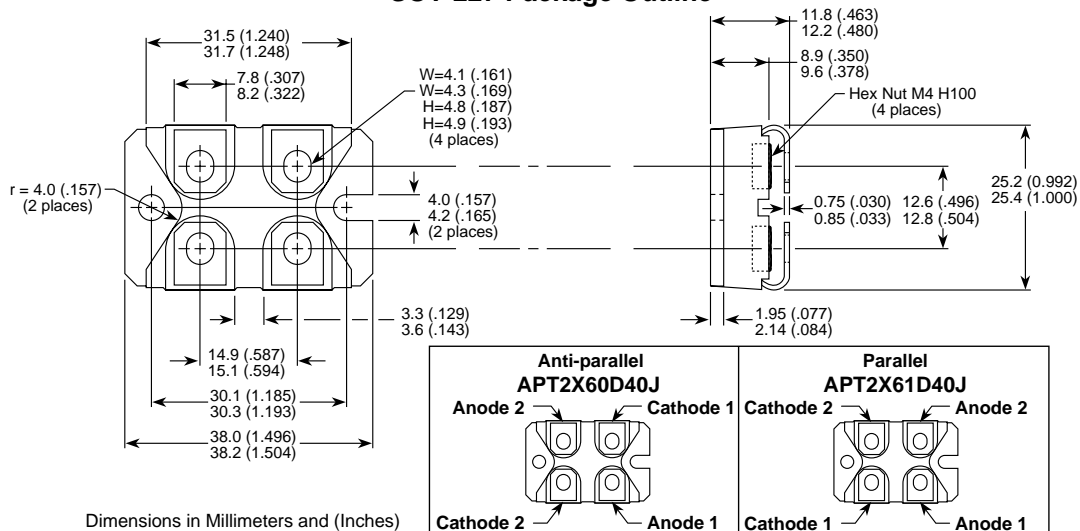 31.5 (1.240)
31.7 (1.248)
7.8 (.307)
8.2 (.322)
W=4.1 (.161)
W=4.3 (.169)
H=4.8 (.187)
H=4.9 (.193)
(4 places)
r = 4.0 (.157)
(2 places)
4.0 (.157)
4.2 (.165)
(2 places)
3.3 (.129)
3.6 (.143)
14.9 (.587)
15.1 (.594)
30.1 (1.185)
30.3 (1.193)
38.0 (1.496)
38.2 (1.504)
11.8 (.463)
12.2 (.480)
8.9 (.350)
9.6 (.378)
Hex Nut M4 H100
(4 places)
0.75 (.030)
0.85 (.033)
12.6 (.496)
12.8 (.504)
25.2 (0.992)
25.4 (1.000)
1.95 (.077)
2.14 (.084)
Anti-parallel
APT2X60D40J
Anode 2
Cathode 1
Cathode 2
Anode 1
Parallel
APT2X61D40J
Cathode 2
Anode 2
Cathode 1
Anode 1
Dimensions in Millimeters and (Inches)